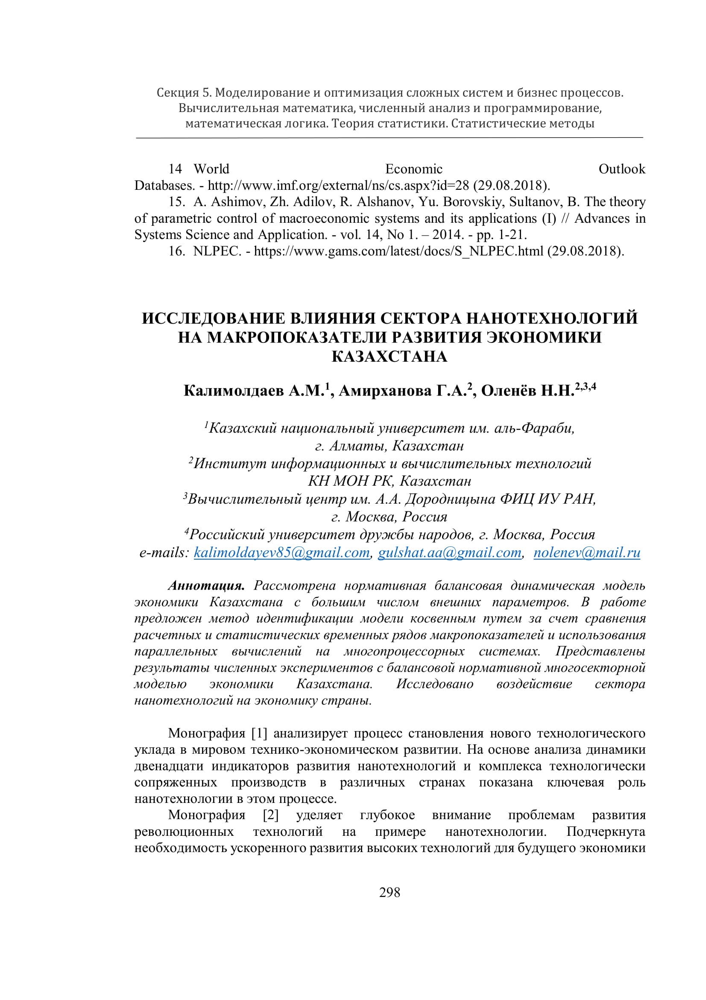 Секция 5. Моделирование и оптимизация сложных систем и бизнес процессов.
Вычислительная математика, численный анализ и программирование,
математическая логика. Теория статистики. Статистические методы
14 World Economic Outlook
Databases. - http://www.imf.org/external/ns/cs.aspx?id=28 (29.08.2018).
15. A. Ashimov, Zh. Adilov, R. Alshanov, Yu. Borovskiy, Sultanov, B. The theory
of parametric control of macroeconomic systems and its applications (I) // Advances in
Systems Science and Application. - vol. 14, No 1. – 2014. - pp. 1-21.
16. NLPEC. - https://www.gams.com/latest/docs/S_NLPEC.html (29.08.2018).
ИССЛЕДОВАНИЕ ВЛИЯНИЯ СЕКТОРА НАНОТЕХНОЛОГИЙ
НА МАКРОПОКАЗАТЕЛИ РАЗВИТИЯ ЭКОНОМИКИ
КАЗАХСТАНА
Калимолдаев А.М.1, Амирханова Г.А.2, Оленёв Н.Н.2,3,4
1Казахский национальный университет им. аль-Фараби,
г. Алматы, Казахстан
2Институт информационных и вычислительных технологий
КН МОН РК, Казахстан
3Вычислительный центр им. А.А. Дородницына ФИЦ ИУ РАН,
г. Москва, Россия
4Российский университет дружбы народов, г. Москва, Россия
e-mails: kalimoldayev85@gmail.com, gulshat.aa@gmail.com, nolenev@mail.ru
Аннотация. Рассмотрена нормативная балансовая динамическая модель
экономики Казахстана с большим числом внешних параметров. В работе
предложен метод идентификации модели косвенным путем за счет сравнения
расчетных и статистических временных рядов макропоказателей и использования
параллельных вычислений на многопроцессорных системах. Представлены
результаты численных экспериментов с балансовой нормативной многосекторной
моделью экономики Казахстана. Исследовано воздействие сектора
нанотехнологий на экономику страны.
Монография [1] анализирует процесс становления нового технологического
уклада в мировом технико-экономическом развитии. На основе анализа динамики
двенадцати индикаторов развития нанотехнологий и комплекса технологически
сопряженных производств в различных странах показана ключевая роль
нанотехнологии в этом процессе.
Монография [2] уделяет глубокое внимание проблемам развития
революционных технологий на примере нанотехнологии. Подчеркнута
необходимость ускоренного развития высоких технологий для будущего экономики
298